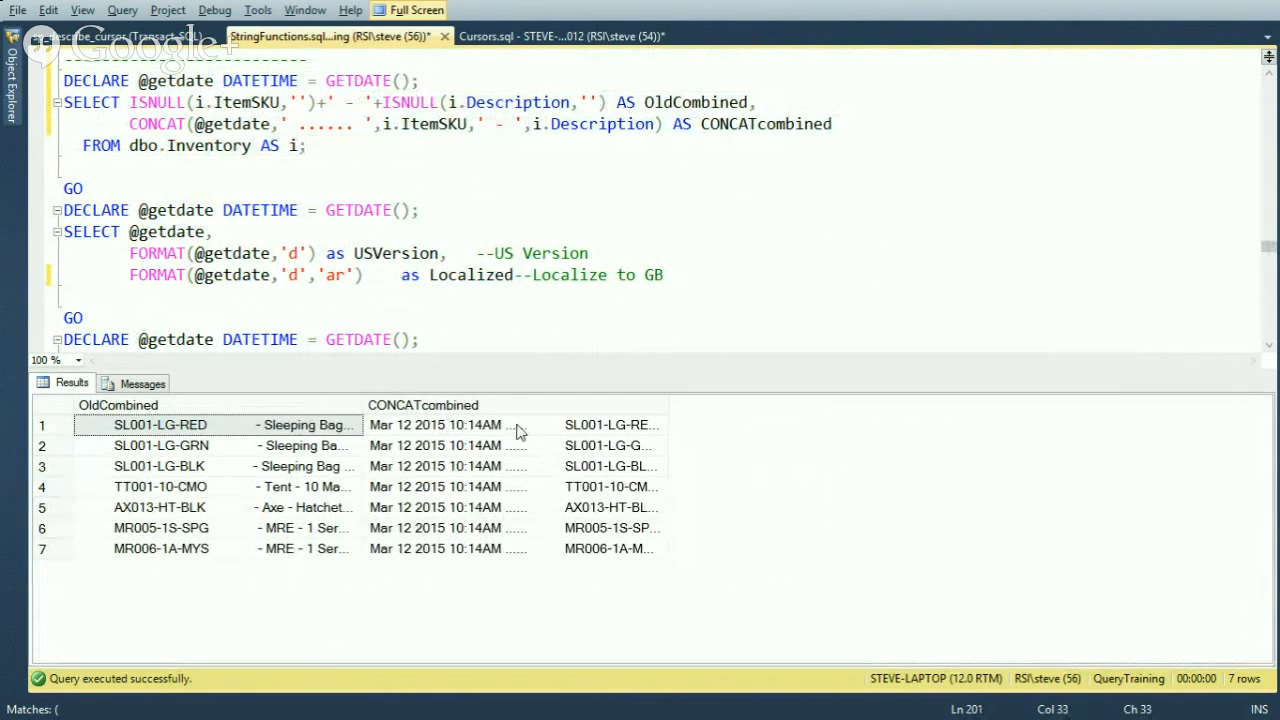 File Edit View Query Project Debug Tools Window Help Full Screen
sp_describe_cursor (Transact-SQL) StringFunctions.sql...ing (RSI\steve (56))* Cursors.sql - STEVE-...012 (RSI\steve (54))*
Google+
Object Explorer
DECLARE @getdate DATETIME = GETDATE();
SELECT ISNULL(i.ItemSKU,'')+' - '+ISNULL(i.Description,'') AS OldCombined,
CONCAT(@getdate,' ...... ',i.ItemSKU,' - ',i.Description) AS CONCATcombined
FROM dbo.Inventory AS i;
GO
DECLARE @getdate DATETIME = GETDATE();
SELECT @getdate,
FORMAT(@getdate,'d') as USVersion, --US Version
FORMAT(@getdate,'d','ar') as Localized--Localize to GB
GO
DECLARE @getdate DATETIME = GETDATE();
100 %
Results Messages
OldCombined CONCATcombined
1 SL001-LG-RED - Sleeping Bag... Mar 12 2015 10:14AM ...... SL001-LG-RE...
2 SL001-LG-GRN - Sleeping Ba... Mar 12 2015 10:14AM ...... SL001-LG-G...
3 SL001-LG-BLK - Sleeping Bag ... Mar 12 2015 10:14AM ...... SL001-LG-BL...
4 TT001-10-CMO - Tent - 10 Ma... Mar 12 2015 10:14AM ...... TT001-10-CM...
5 AX013-HT-BLK - Axe - Hatchet... Mar 12 2015 10:14AM ...... AX013-HT-BL...
6 MR005-1S-SPG - MRE - 1 Ser... Mar 12 2015 10:14AM ...... MR005-1S-SP...
7 MR006-1A-MYS - MRE - 1 Ser... Mar 12 2015 10:14AM ...... MR006-1A-M...
Query executed successfully. STEVE-LAPTOP (12.0 RTM) RSI\steve (56) QueryTraining 00:00:00 7 rows
Matches: ( Ln 201 Col 33 Ch 33 INS